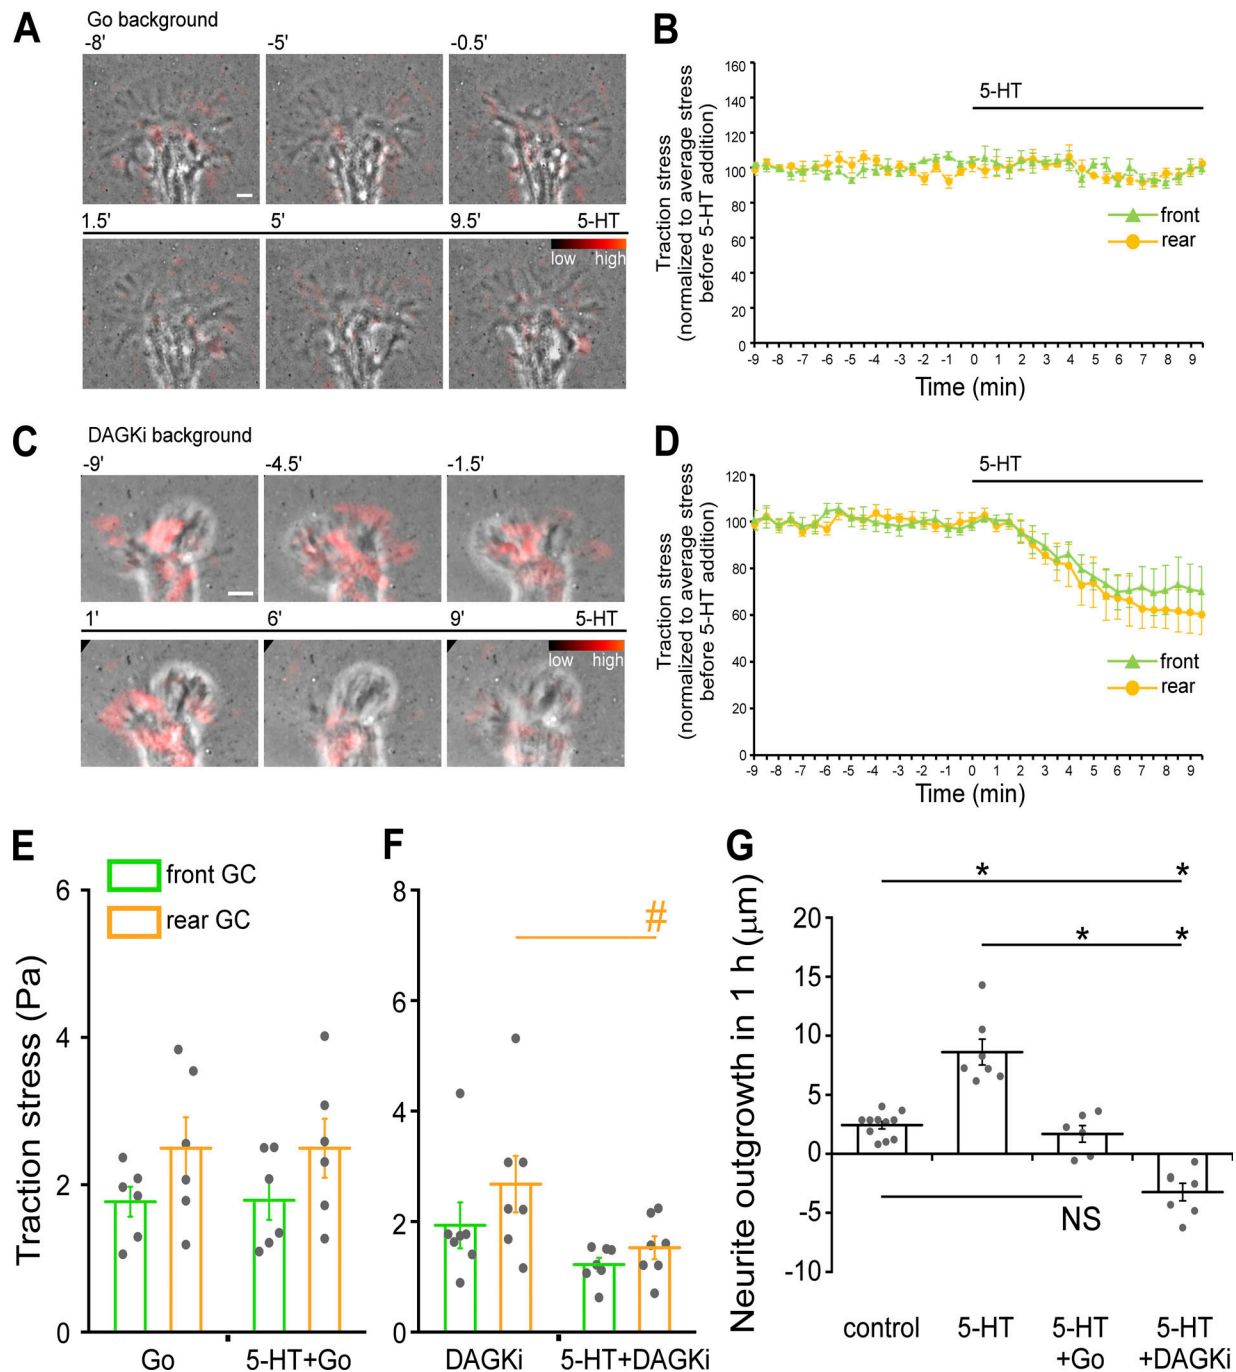 A
Go background
-8'
-5'
-0.5'
1.5'
5'
9.5'
5-HT
low
high
B
Traction stress
(normalized to average stress
before 5-HT addition)
160
140
120
100
80
60
40
20
0
5-HT
front
rear
-9 -8 -7 -6 -5 -4 -3 -2 -1 0 1 2 3 4 5 6 7 8 9
Time (min)
C
DAGKi background
-9'
-4.5'
-1.5'
1'
6'
9'
5-HT
low
high
D
Traction stress
(normalized to average stress
before 5-HT addition)
120
100
80
60
40
20
0
5-HT
front
rear
-9 -8 -7 -6 -5 -4 -3 -2 -1 0 1 2 3 4 5 6 7 8 9
Time (min)
E
front GC
rear GC
Traction stress (Pa)
6
4
2
0
Go
5-HT+Go
F
#
8
6
4
2
0
DAGKi
5-HT+DAGKi
G
Neurite outgrowth in 1 h (μm)
* *
* *
20
15
10
5
0
-5
-10
NS
control
5-HT
5-HT
+Go
5-HT
+DAGKi